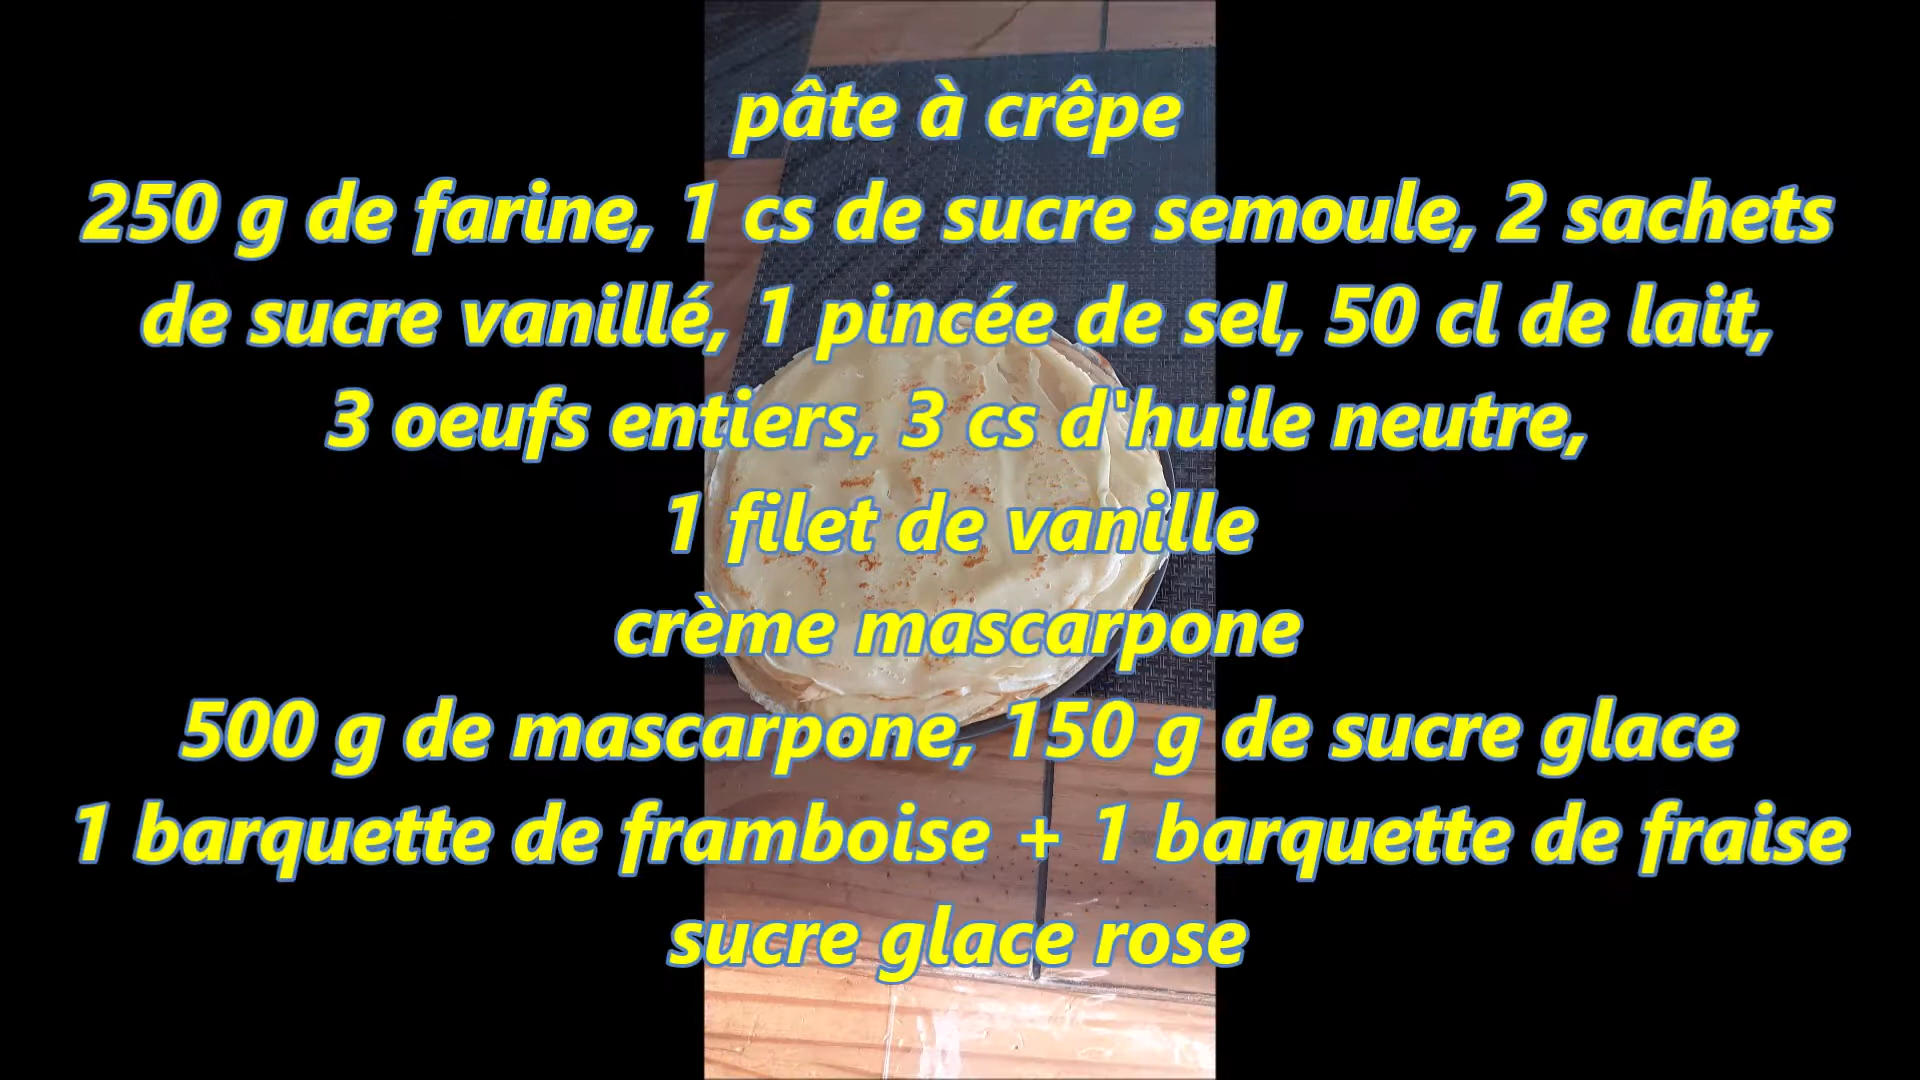 pâte à crêpe
250 g de farine, 1 cs de sucre semoule, 2 sachets
de sucre vanillé, 1 pincée de sel, 50 cl de lait,
3 oeufs entiers, 3 cs d'huile neutre,
1 filet de vanille
crème mascarpone
500 g de mascarpone, 150 g de sucre glace
1 barquette de framboise + 1 barquette de fraise
sucre glace rose